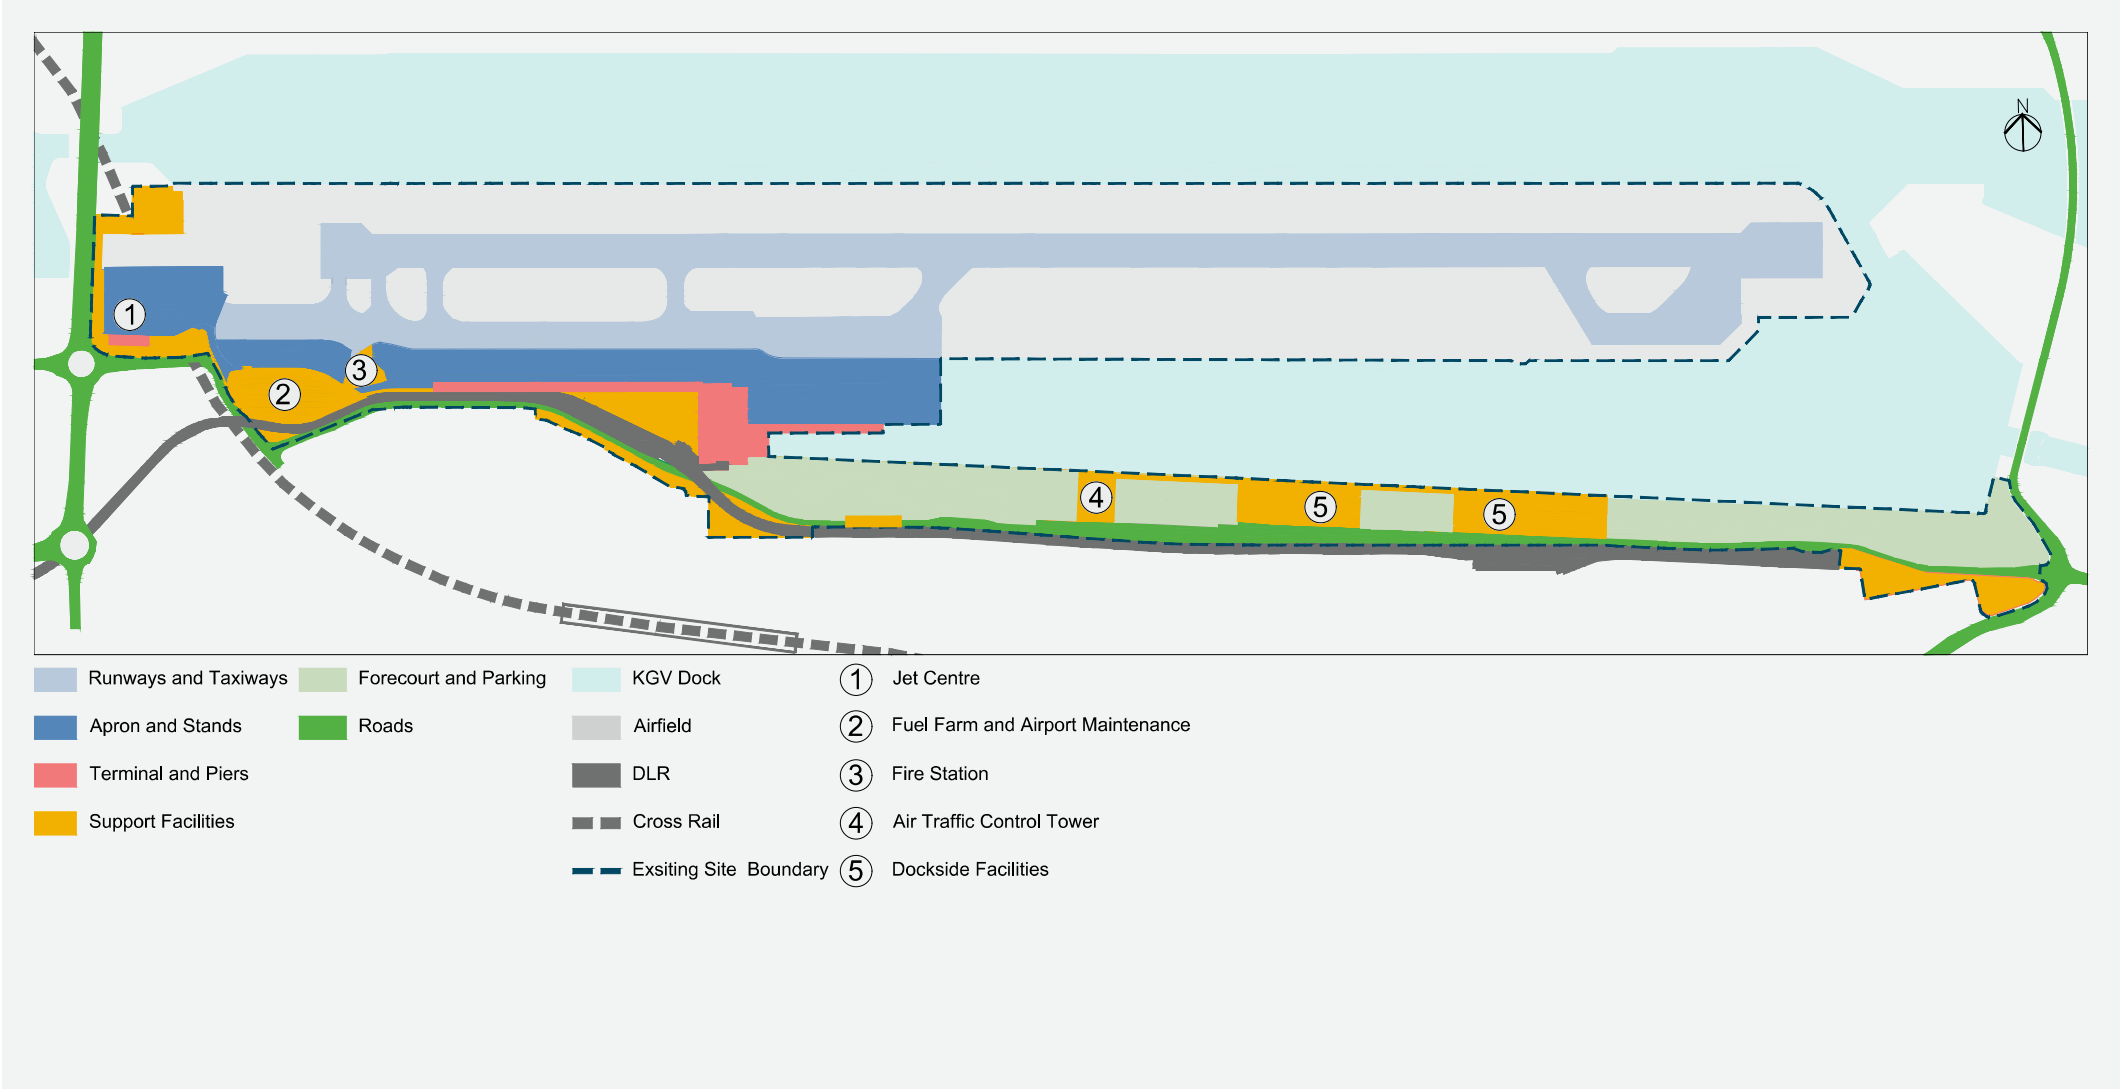 N
1
3
2
4
5
5
Runways and Taxiways
Forecourt and Parking
KGV Dock
1 Jet Centre
Apron and Stands
Roads
Airfield
2 Fuel Farm and Airport Maintenance
Terminal and Piers
DLR
3 Fire Station
Support Facilities
Cross Rail
4 Air Traffic Control Tower
Exsiting Site Boundary
5 Dockside Facilities